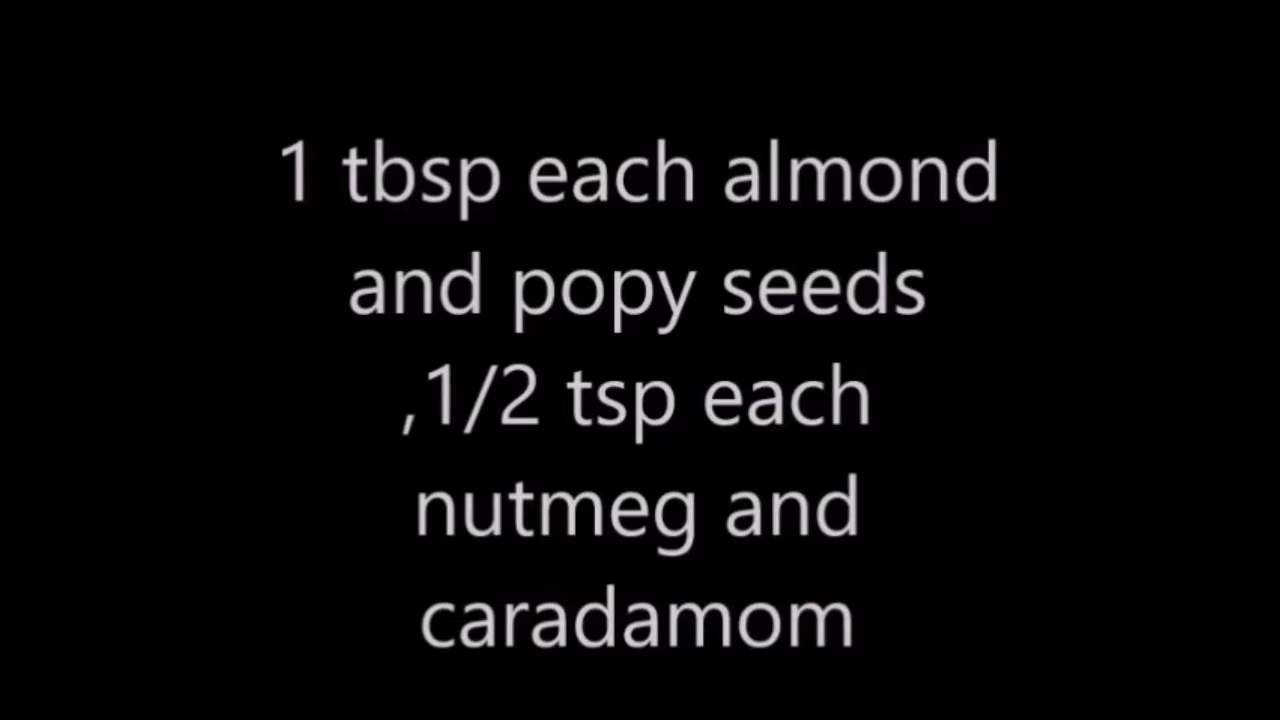 1 tbsp each almond
and popy seeds
,1/2 tsp each
nutmeg and
caradamom